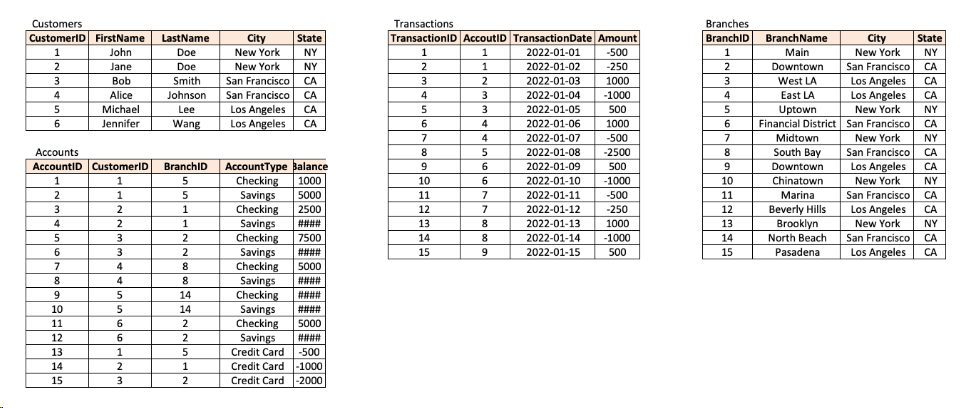 Customers
CustomerID FirstName LastName City State
1 John Doe New York NY
2 Jane Doe New York NY
3 Bob Smith San Francisco CA
4 Alice Johnson San Francisco CA
5 Michael Lee Los Angeles CA
6 Jennifer Wang Los Angeles CA
Accounts
AccountID CustomerID BranchID AccountType Balance
1 1 5 Checking 1000
2 1 5 Savings 5000
3 2 1 Checking 2500
4 2 1 Savings ####
5 3 2 Checking 7500
6 3 2 Savings ####
7 4 8 Checking 5000
8 4 8 Savings ####
9 5 14 Checking ####
10 5 14 Savings ####
11 6 2 Checking 5000
12 6 2 Savings ####
13 1 5 Credit Card -500
14 2 1 Credit Card -1000
15 3 2 Credit Card -2000
Transactions
TransactionID AccoutID TransactionDate Amount
1 1 2022-01-01 -500
2 1 2022-01-02 -250
3 2 2022-01-03 1000
4 3 2022-01-04 -1000
5 3 2022-01-05 500
6 4 2022-01-06 1000
7 4 2022-01-07 -500
8 5 2022-01-08 -2500
9 6 2022-01-09 500
10 6 2022-01-10 -1000
11 7 2022-01-11 -500
12 7 2022-01-12 -250
13 8 2022-01-13 1000
14 8 2022-01-14 -1000
15 9 2022-01-15 500
Branches
BranchID BranchName City State
1 Main New York NY
2 Downtown San Francisco CA
3 West LA Los Angeles CA
4 East LA Los Angeles CA
5 Uptown New York NY
6 Financial District San Francisco CA
7 Midtown New York NY
8 South Bay San Francisco CA
9 Downtown Los Angeles CA
10 Chinatown New York NY
11 Marina San Francisco CA
12 Beverly Hills Los Angeles CA
13 Brooklyn New York NY
14 North Beach San Francisco CA
15 Pasadena Los Angeles CA